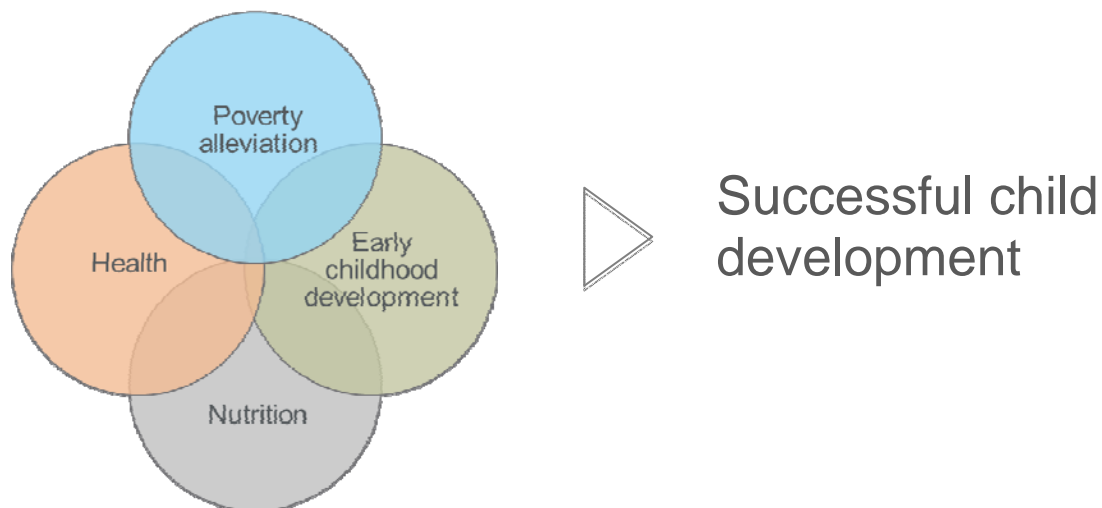 Poverty
alleviation
Health
Early
childhood
development
Nutrition
Successful child
development